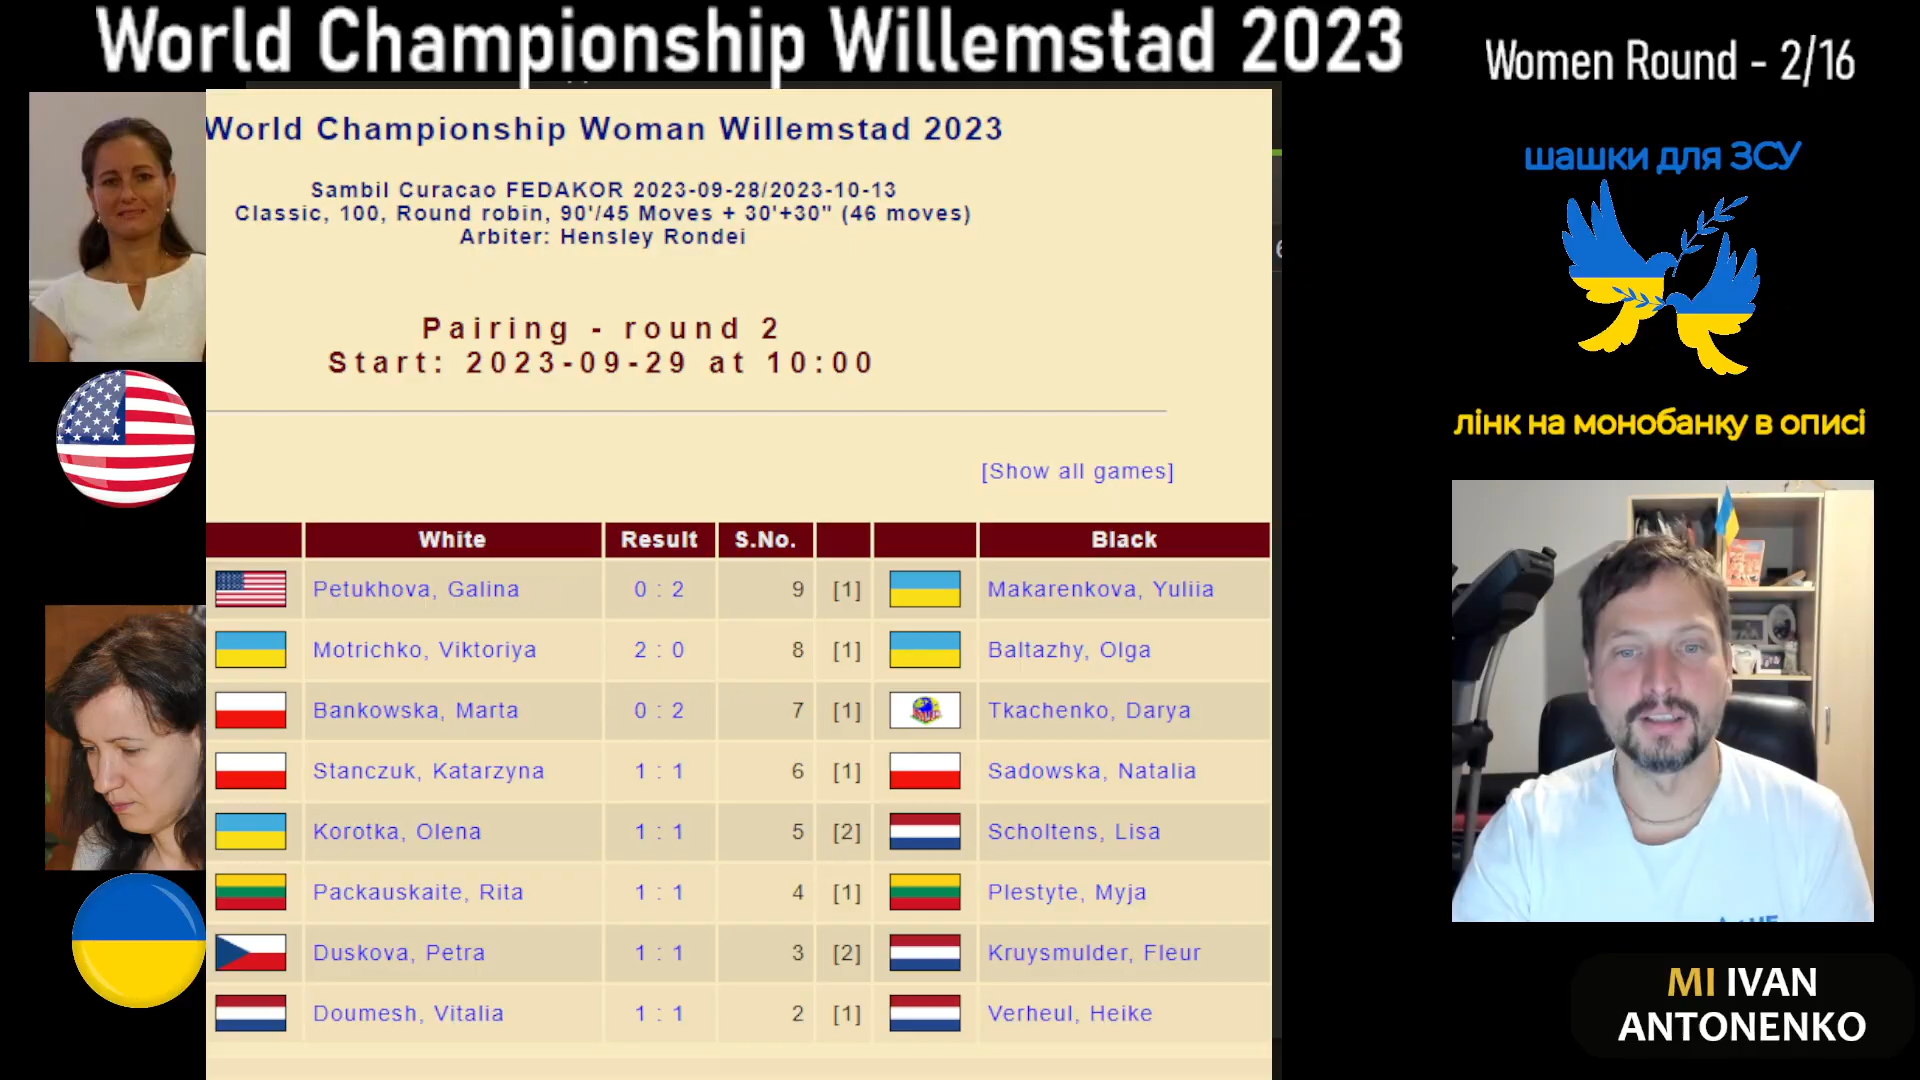 World Championship Willemstad 2023
Women Round - 2/16
World Championship Woman Willemstad 2023
Sambil Curacao FEDAKOR 2023-09-28/2023-10-13
Classic, 100, Round robin, 90'/45 Moves + 30'+30" (46 moves)
Arbiter: Hensley Rondei
Pairing - round 2
Start: 2023-09-29 at 10:00
[Show all games]
White Result S.No. Black
Petukhova, Galina 0 : 2 9 [1] Makarenkova, Yuliia
Motrichko, Viktoriya 2 : 0 8 [1] Baltazhy, Olga
Bankowska, Marta 0 : 2 7 [1] Tkachenko, Darya
Stanczuk, Katarzyna 1 : 1 6 [1] Sadowska, Natalia
Korotka, Olena 1 : 1 5 [2] Scholtens, Lisa
Packauskaite, Rita 1 : 1 4 [1] Plestyte, Myja
Duskova, Petra 1 : 1 3 [2] Kruysmulder, Fleur
Doumesh, Vitalia 1 : 1 2 [1] Verheul, Heike
шашки для ЗСУ
лінк на монобанку в описі
MI IVAN
ANTONENKO